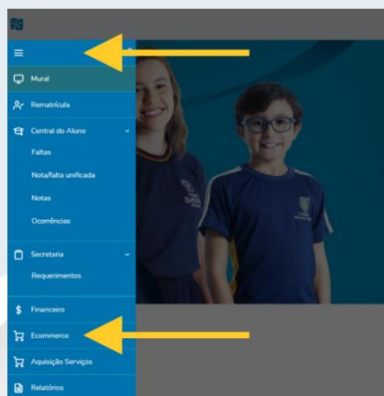 Mural
Rematrícula
Central do Aluno
Faltas
Nota/falta unificada
Notas
Ocorrências
Secretaria
Requerimentos
$ Financeiro
Ecommerce
Aquisição Serviços
Relatórios